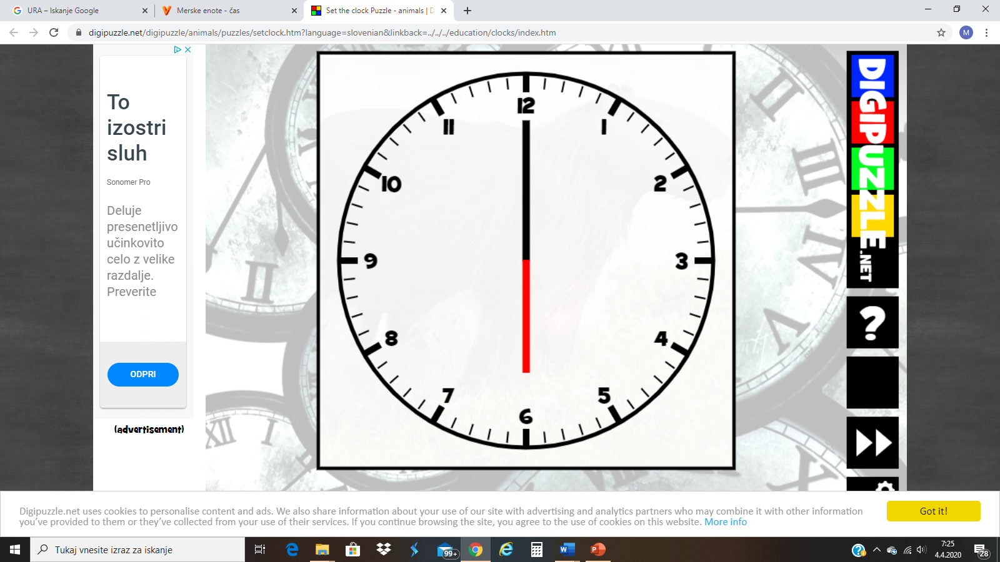 URA – Iskanje Google
Merske enote - čas
Set the clock Puzzle - animals | D
digipuzzle.net/digipuzzle/animals/puzzles/setclock.htm?language=slovenian&linkback=../../../education/clocks/index.htm
M
To
izostri
sluh
Sonomer Pro
Deluje
presenetljivo
učinkovito
celo z velike
razdalje.
Preverite
ODPRI
(advertisement)
12
11
1
10
2
9
3
8
4
7
5
6
II
III
V
X
II
XII
I
DIGIPUZZLE.NET
?
Digipuzzle.net uses cookies to personalise content and ads. We also share information about your use of our site with advertising and analytics partners who may combine it with other information
you've provided to them or they've collected from your use of their services. If you continue browsing the site, you agree to the use of cookies on this website. More info
Got it!
Tukaj vnesite izraz za iskanje
99+
7:25
4.4.2020
28